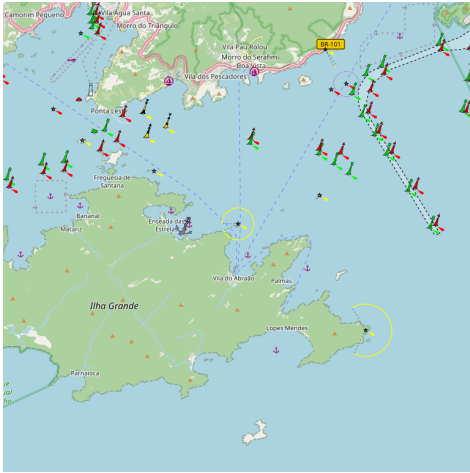 Camorim Pequeno
Vila Água Santa
Morro do Triângulo
BR-101
Vila Pau Rolou
Morro do Serafim
Boa Vista
Vila dos Pescadores
Ponta Leste
Freguesia de
Santana
Bananal
Matariz
Enseada das
Estrelas
Vila do Abraão
Palmas
Ilha Grande
Lopes Mendes
Parnaioca